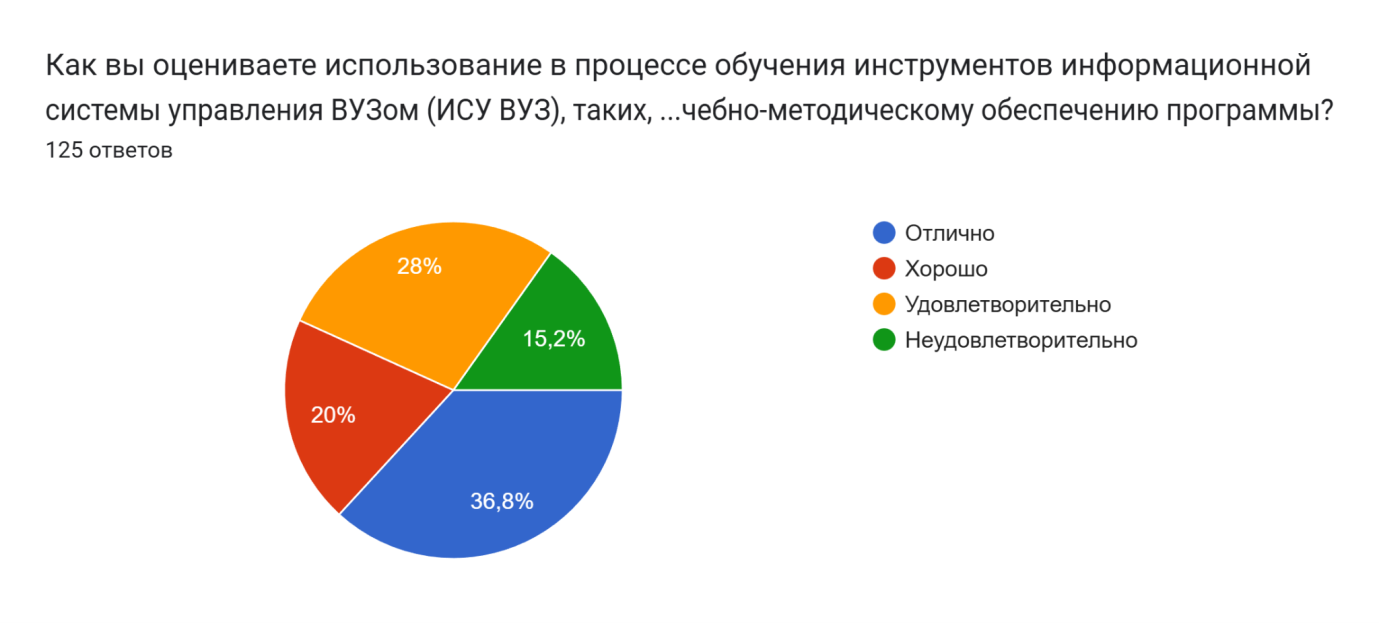 Как вы оцениваете использование в процессе обучения инструментов информационной
системы управления ВУЗом (ИСУ ВУЗ), таких, ...чебно-методическому обеспечению программы?
125 ответов
Отлично
Хорошо
Удовлетворительно
Неудовлетворительно
28%
15,2%
20%
36,8%